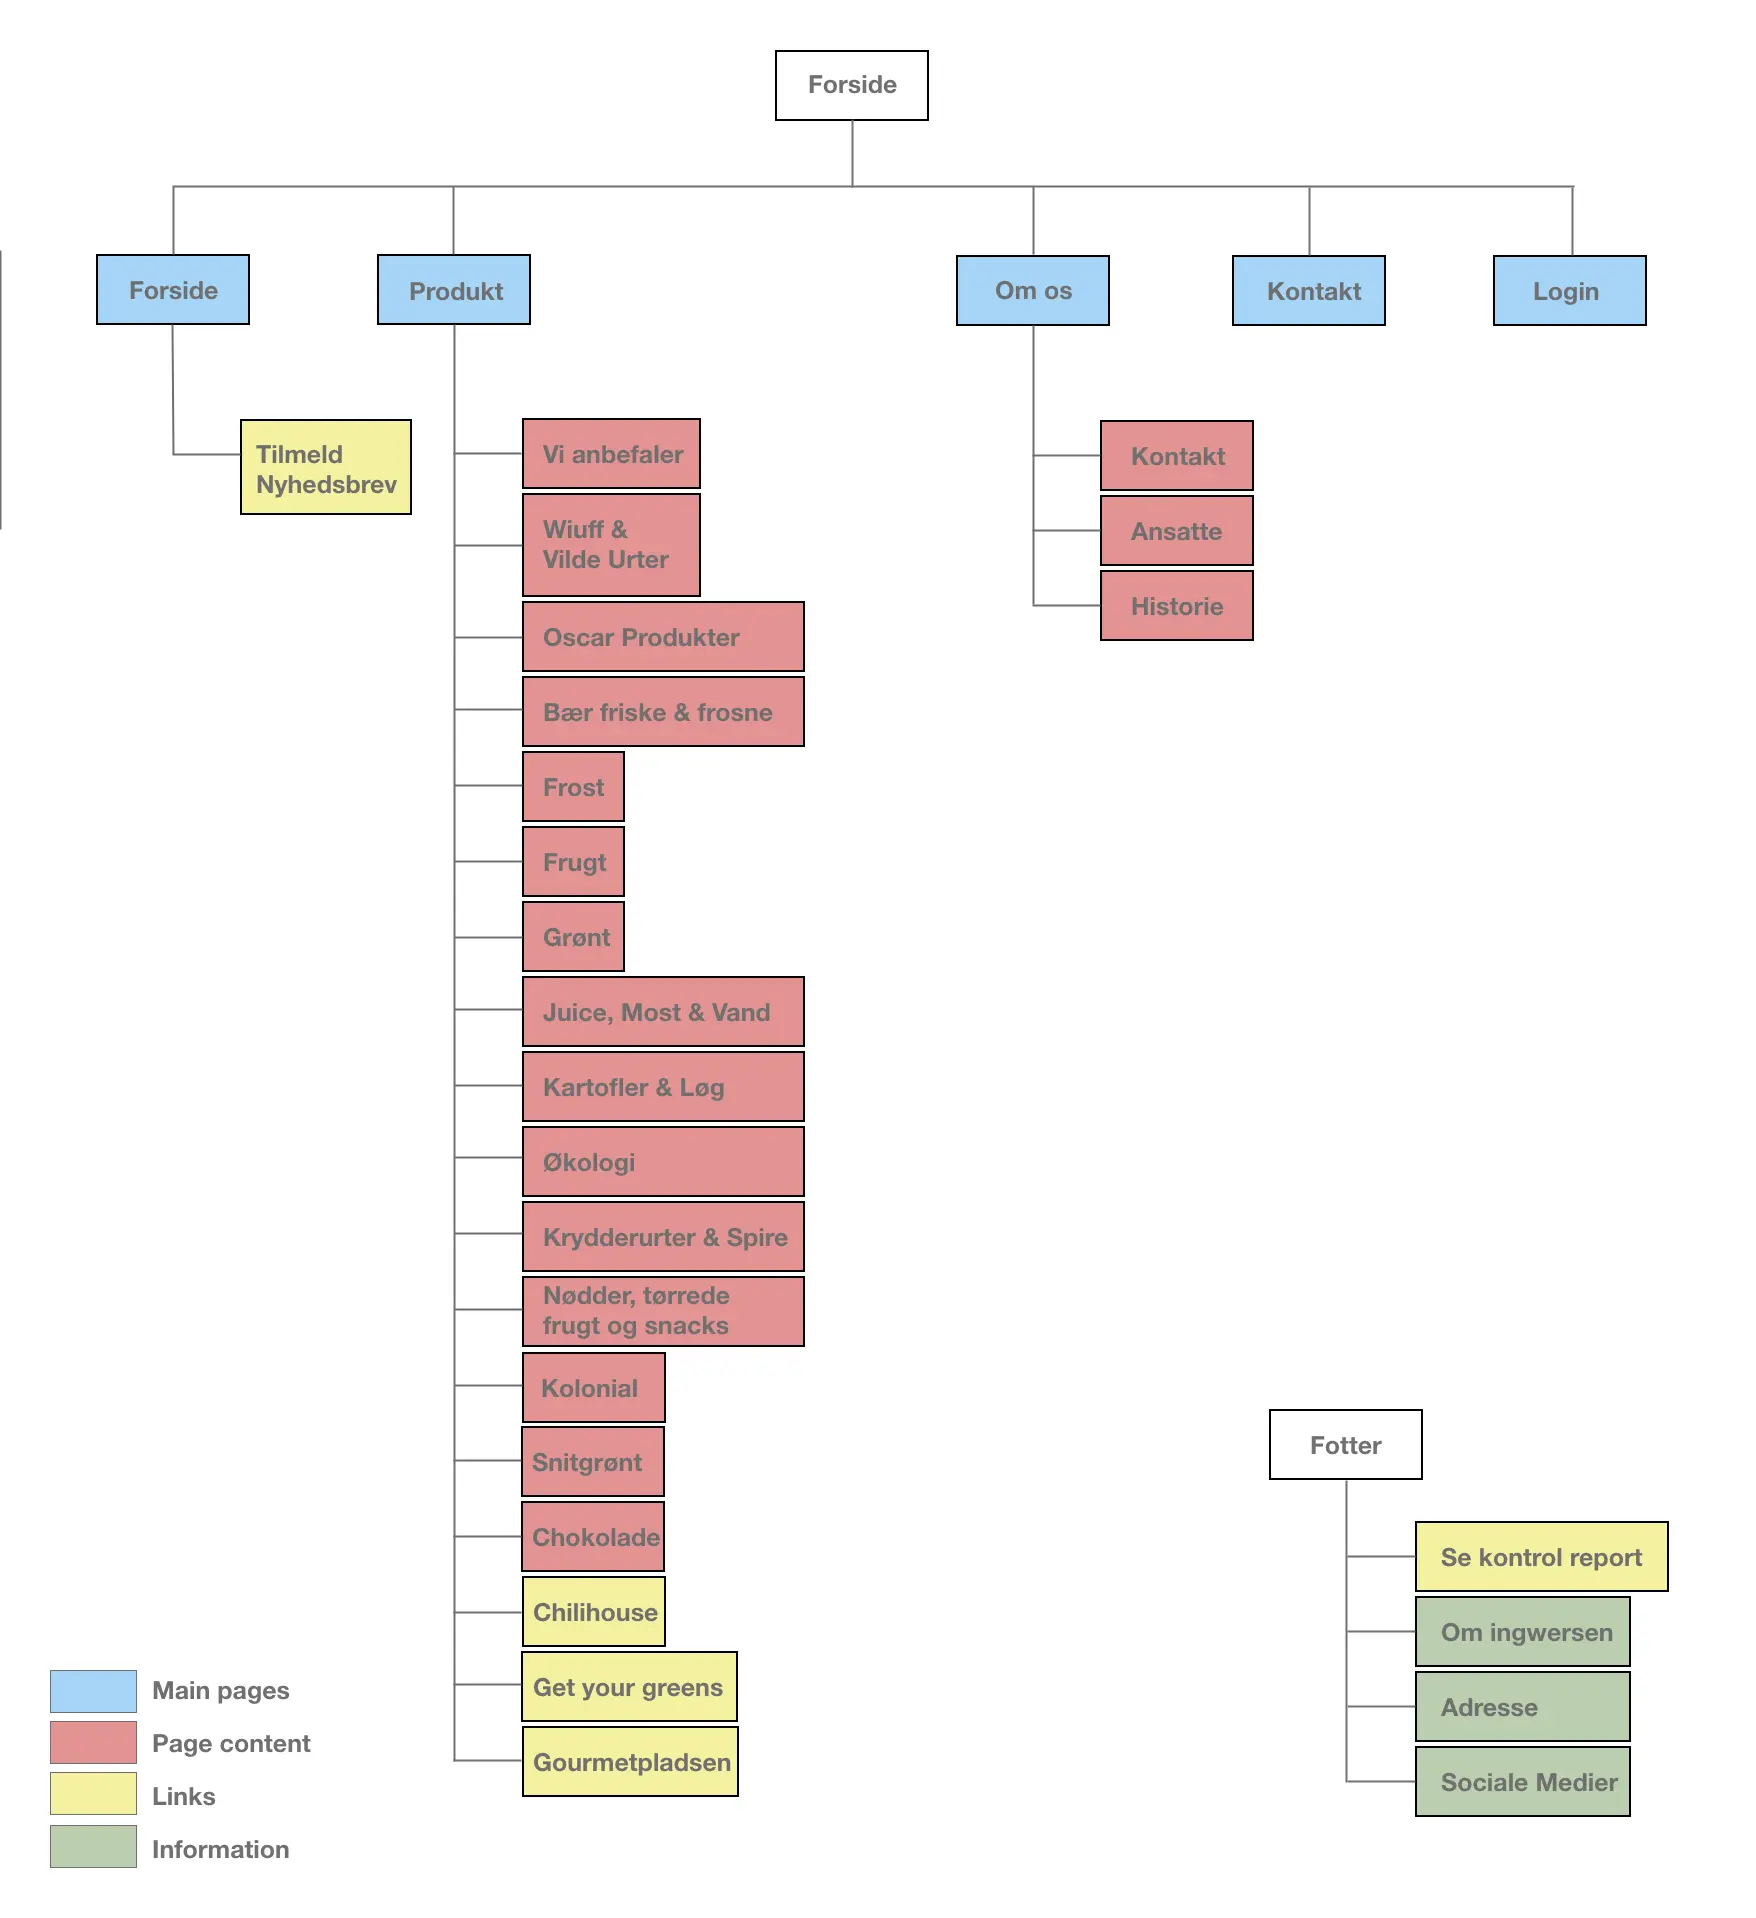 Forside
Forside
Produkt
Om os
Kontakt
Login
Tilmeld
Nyhedsbrev
Vi anbefaler
Wiuff &
Vilde Urter
Oscar Produkter
Bær friske & frosne
Frost
Frugt
Grønt
Juice, Most & Vand
Kartofler & Løg
Økologi
Krydderurter & Spire
Nødder, tørrede
frugt og snacks
Kolonial
Snitgrønt
Chokolade
Chilihouse
Get your greens
Gourmetpladsen
Kontakt
Ansatte
Historie
Fotter
Se kontrol report
Om ingwersen
Adresse
Sociale Medier
Main pages
Page content
Links
Information